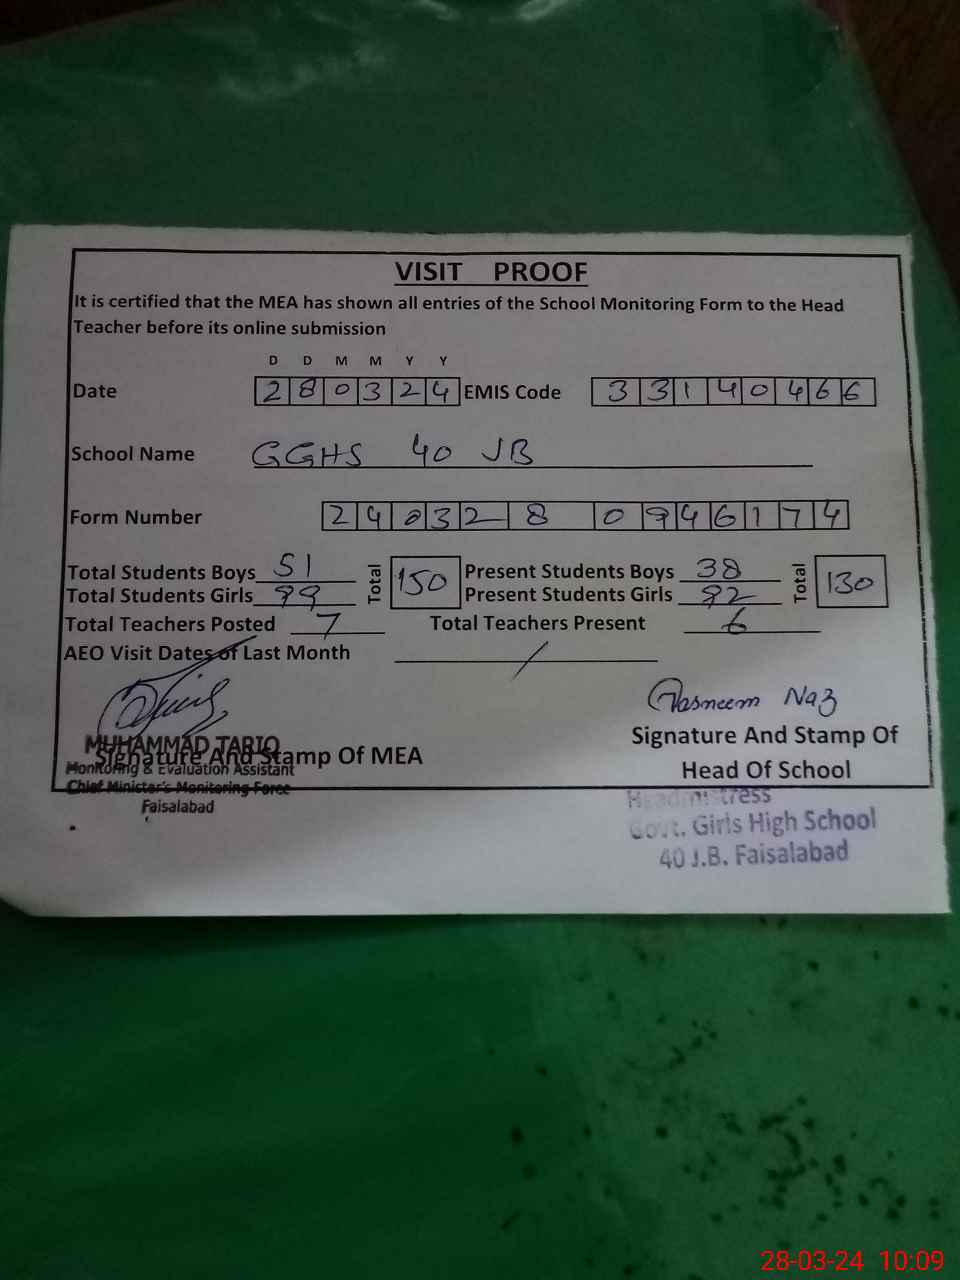 VISIT PROOF
It is certified that the MEA has shown all entries of the School Monitoring Form to the Head
Teacher before its online submission
D D M M Y Y
Date 280324 EMIS Code 33140466
School Name GGHS 40 JB
Form Number 240328 0946174
Total Students Boys 51 Total 150 Present Students Boys 38 Total 130
Total Students Girls 99 Present Students Girls 92
Total Teachers Posted 7 Total Teachers Present 6
AEO Visit Dates of Last Month /
Tasneem Naz
MUHAMMAD TARIQ
Signature And Stamp Of MEA
Monitoring & Evaluation Assistant
Chief Minister's Monitoring Force
Faisalabad
Signature And Stamp Of
Head Of School
Headmistress
Govt. Girls High School
40 J.B. Faisalabad
28-03-24 10:09